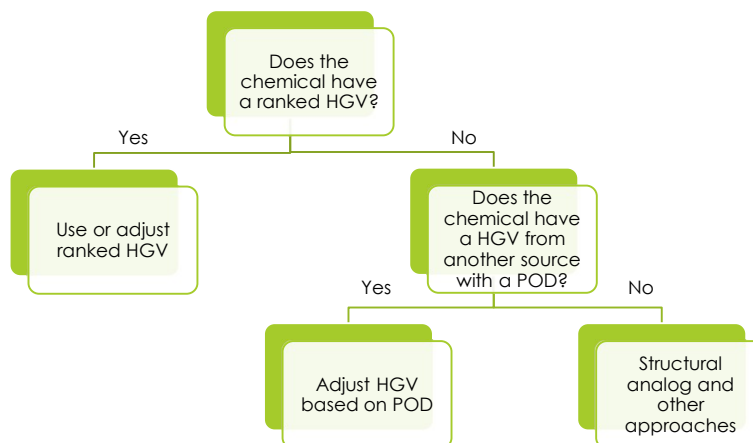 Does the
chemical have
a ranked HGV?
Yes
No
Use or adjust
ranked HGV
Does the
chemical have
a HGV from
another source
with a POD?
Yes
No
Adjust HGV
based on POD
Structural
analog and
other
approaches